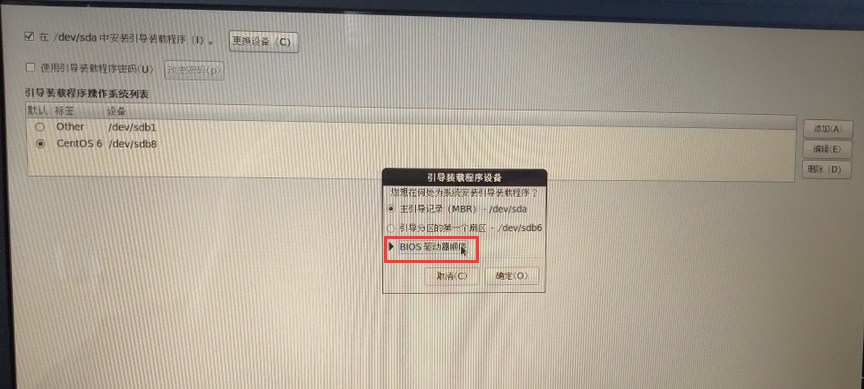 在 /dev/sda 中安装引导装载程序（I）。 更换设备（C）
使用引导装载程序密码(U) 改变密码(p)
引导装载程序操作系统列表
默认 标签 设备
Other /dev/sdb1
CentOS 6 /dev/sdb8
添加(A)
编辑(E)
删除（D）
引导装载程序设备
您想在何处为系统安装引导装载程序？
主引导记录（MBR） - /dev/sda
引导分区的第一个扇区 - /dev/sdb6
BIOS 驱动器顺序
取消(C) 确定(O)